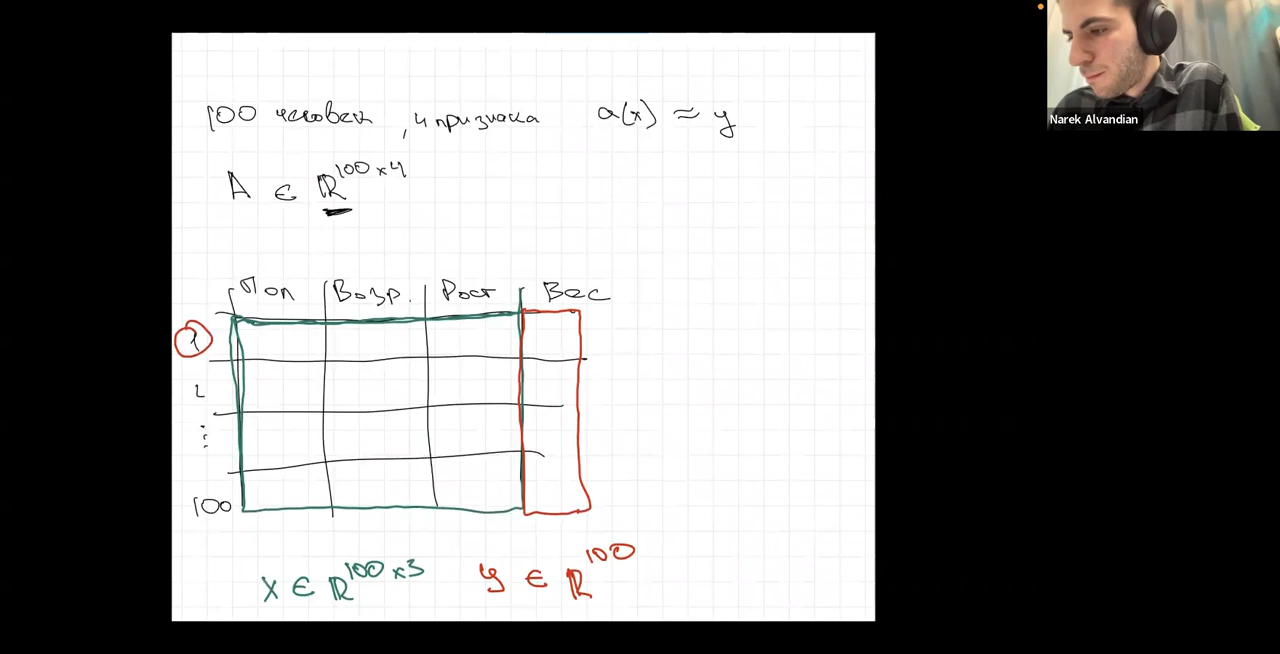 100 человек, 4 признака a(x) ≈ y
Narek Alvandian
A ∈ ℝ^100×4
Пол Возр. Рост Вес
1
2
⋮
100
X ∈ ℝ^100×3 y ∈ ℝ^100